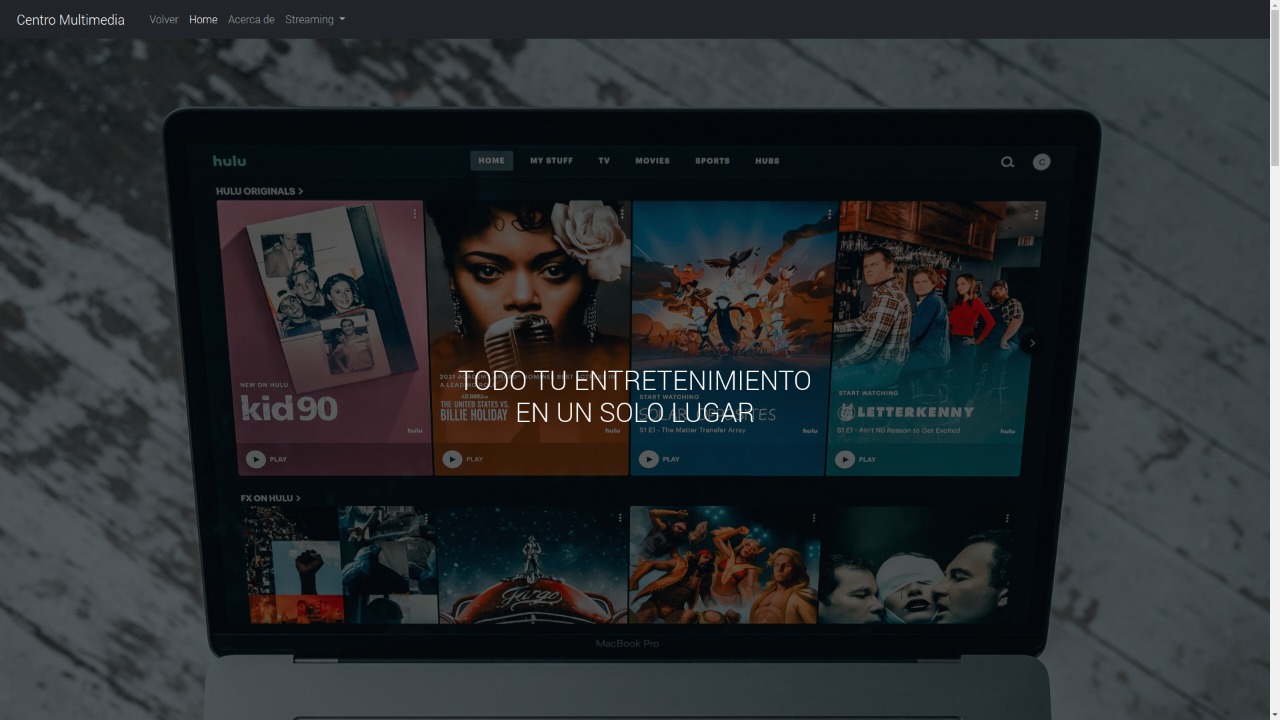 Centro Multimedia
Volver
Home
Acerca de
Streaming
hulu
HOME
MY STUFF
TV
MOVIES
SPORTS
HUBS
C
HULU ORIGINALS >
NEW ON HULU
kid 90
hulu
PLAY
THE UNITED STATES VS.
BILLIE HOLIDAY
hulu
PLAY
START WATCHING
S1 E1 - The Matter Transfer Array
hulu
PLAY
START WATCHING
LETTERKENNY
S1 E1 - Ain't No Reason to Get Excited
hulu
PLAY
TODO TU ENTRETENIMIENTO
EN UN SOLO LUGAR
FX ON HULU >
Fargo
MacBook Pro